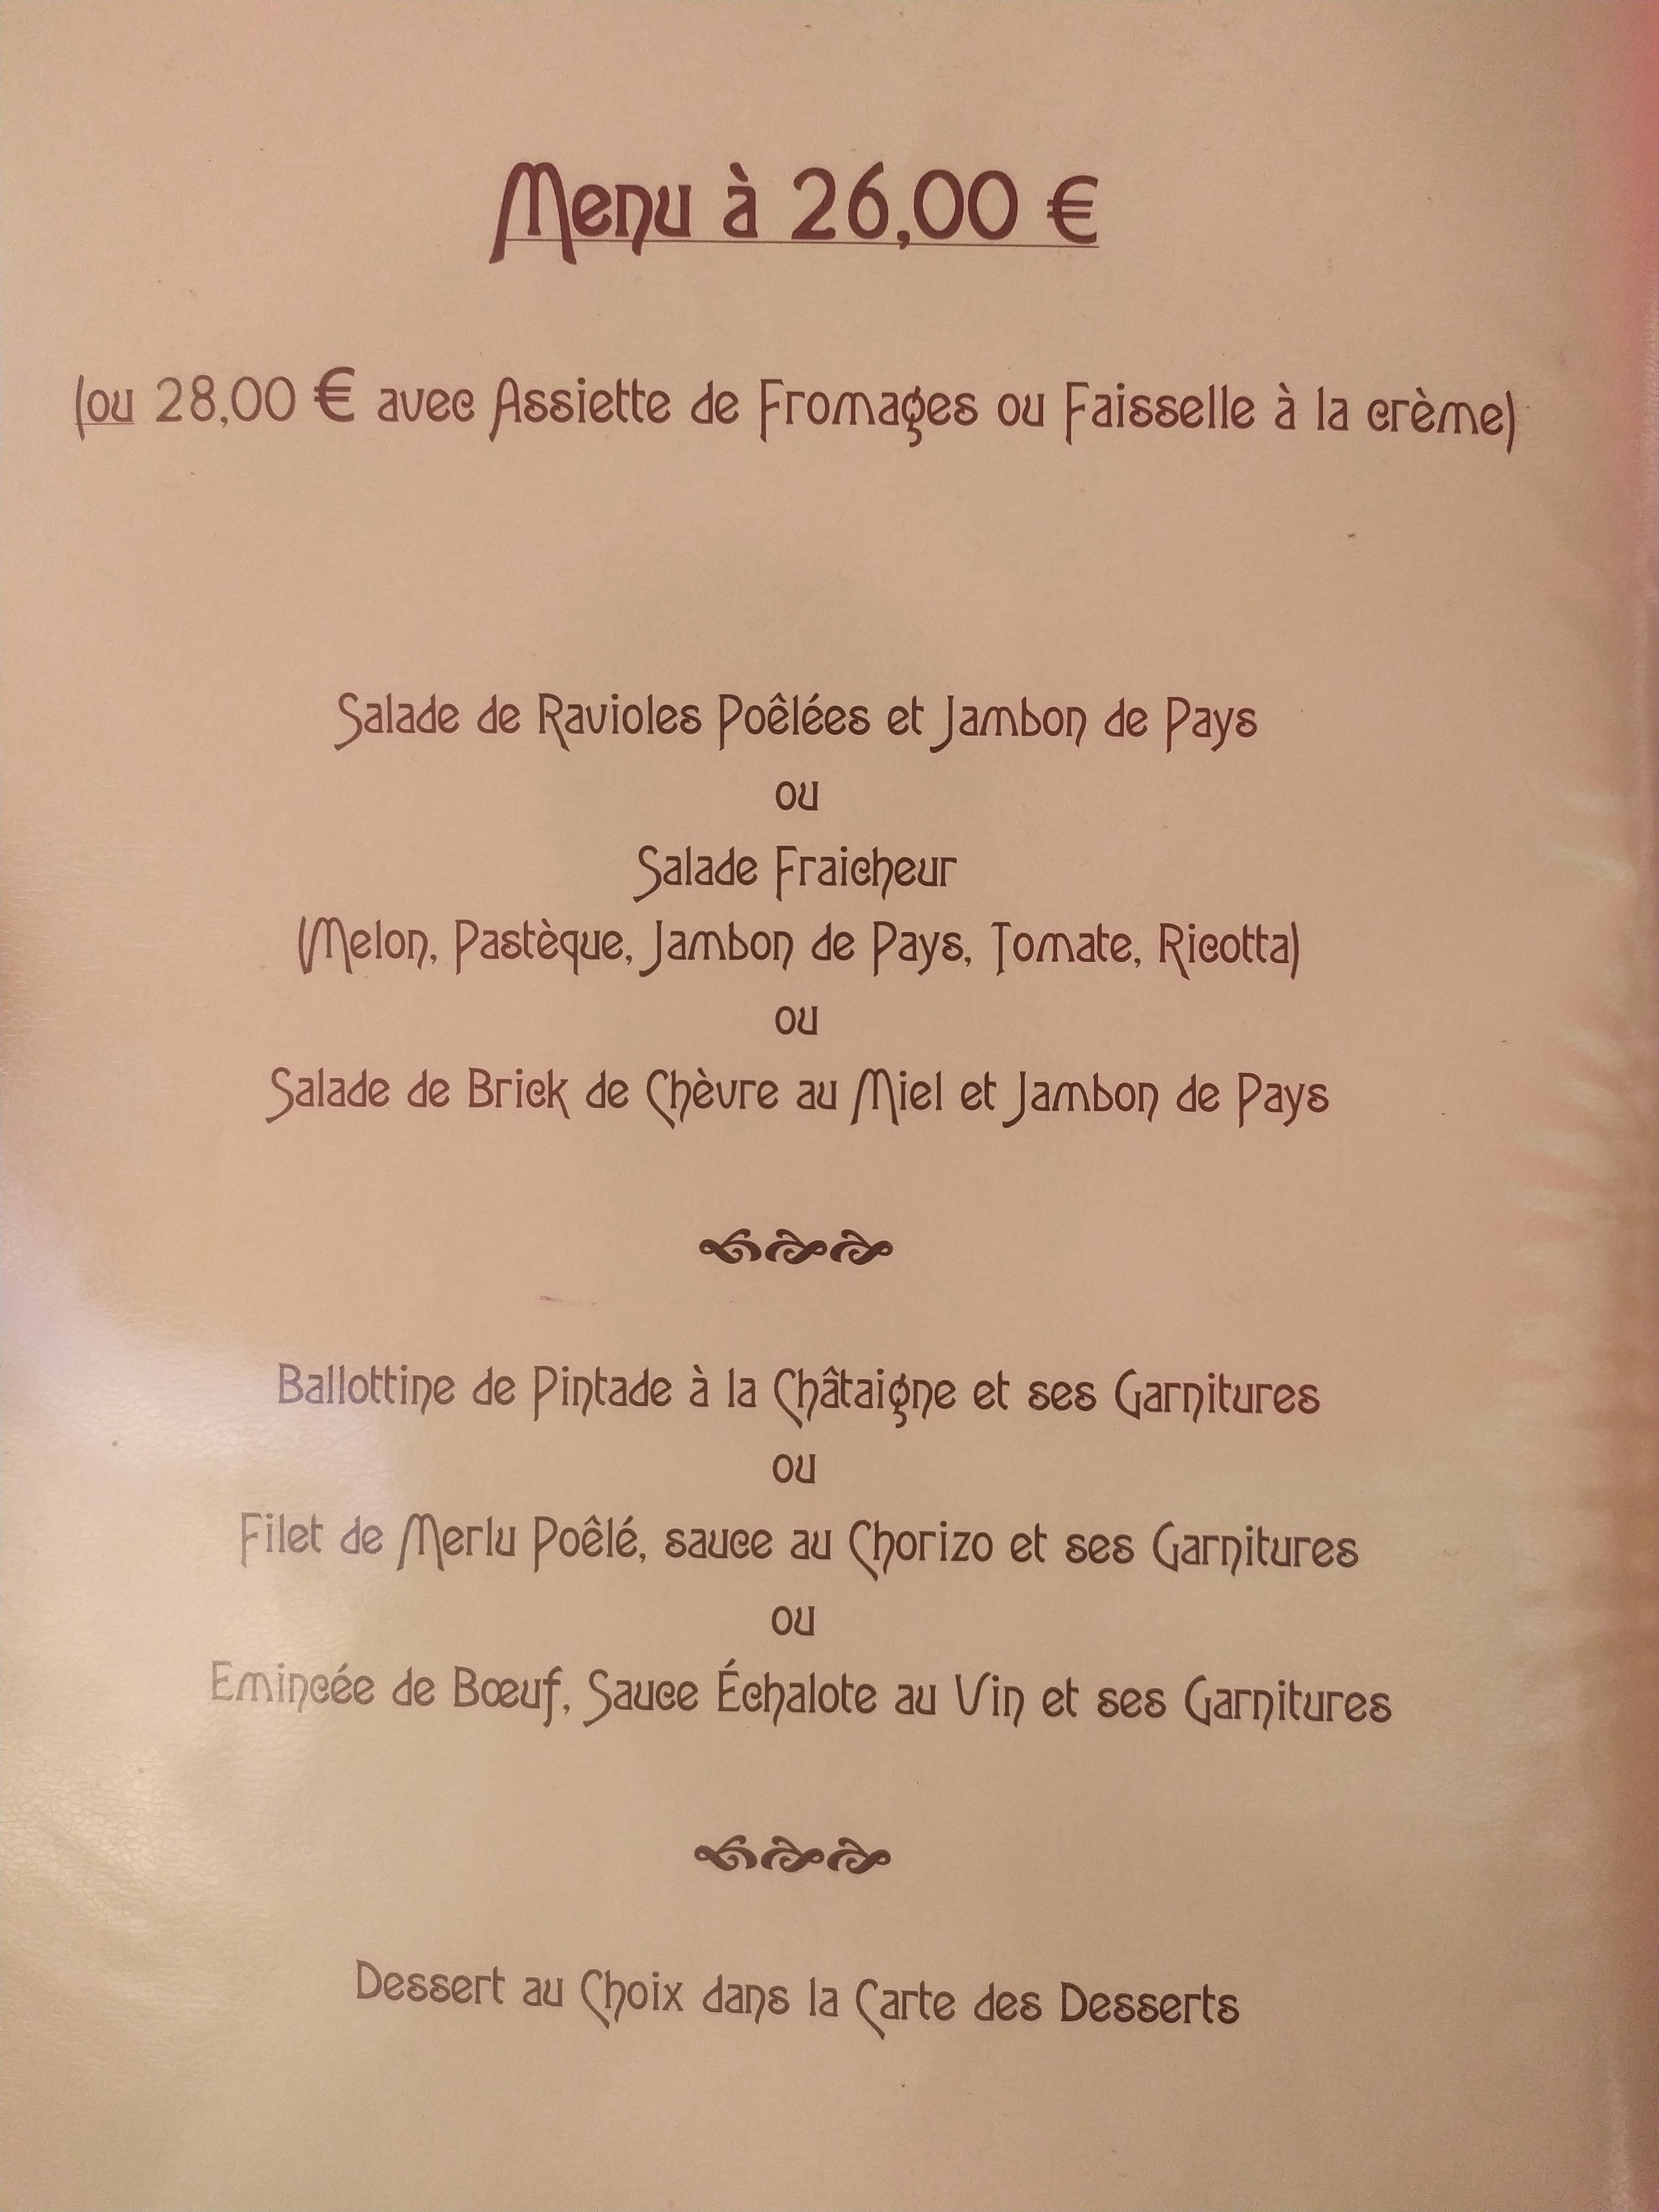 Menu à 26,00 €
(ou 28,00 € avec Assiette de Fromages ou Faisselle à la crème)
Salade de Ravioles Poêlées et Jambon de Pays
ou
Salade Fraicheur
(Melon, Pastèque, Jambon de Pays, Tomate, Ricotta)
ou
Salade de Brick de Chèvre au Miel et Jambon de Pays
Ballottine de Pintade à la Châtaigne et ses Garnitures
ou
Filet de Merlu Poêlé, sauce au Chorizo et ses Garnitures
ou
Emincée de Bœuf, Sauce Échalote au Vin et ses Garnitures
Dessert au Choix dans la Carte des Desserts